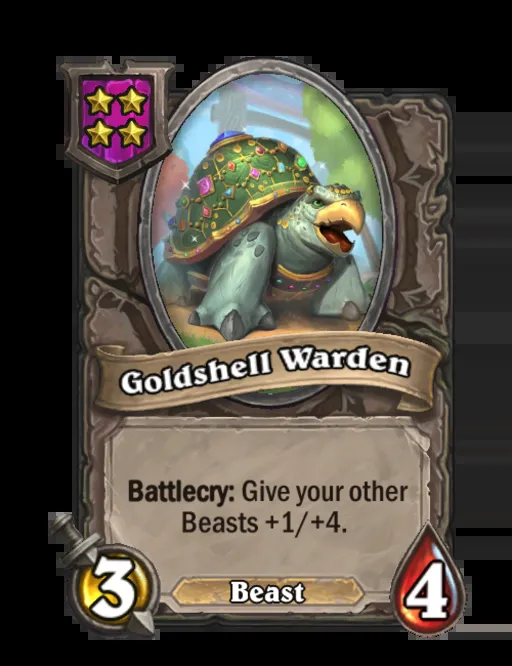 Goldshell Warden
Battlecry: Give your other
Beasts +1/+4.
3
Beast
4